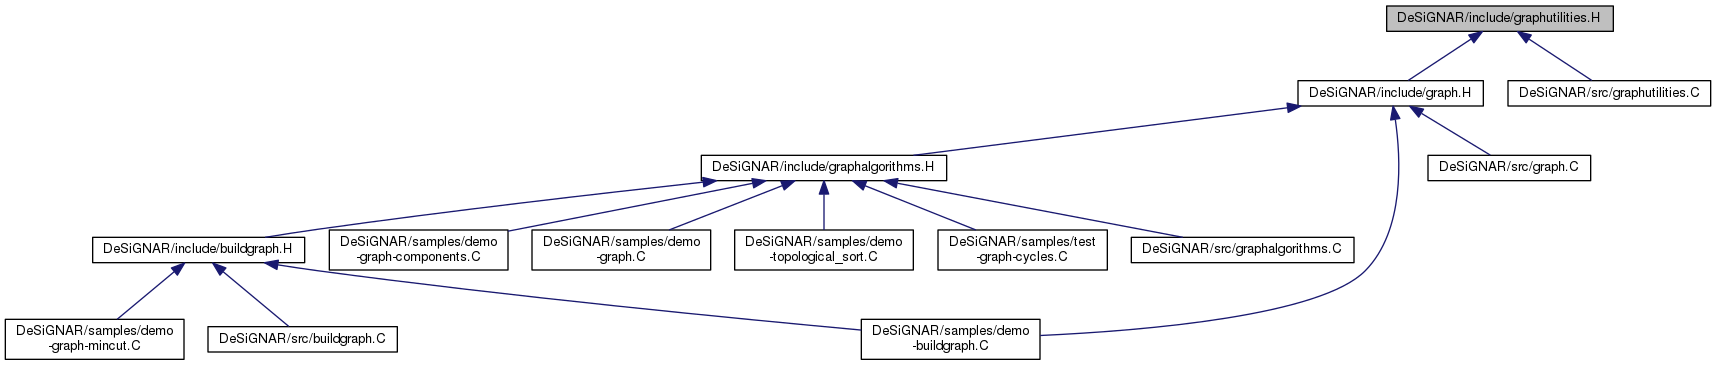 DeSiGNAR/include/graphutilities.H
DeSiGNAR/include/graph.H
DeSiGNAR/src/graphutilities.C
DeSiGNAR/include/graphalgorithms.H
DeSiGNAR/src/graph.C
DeSiGNAR/include/buildgraph.H
DeSiGNAR/samples/demo
-graph-components.C
DeSiGNAR/samples/demo
-graph.C
DeSiGNAR/samples/demo
-topological_sort.C
DeSiGNAR/samples/test
-graph-cycles.C
DeSiGNAR/src/graphalgorithms.C
DeSiGNAR/samples/demo
-graph-mincut.C
DeSiGNAR/src/buildgraph.C
DeSiGNAR/samples/demo
-buildgraph.C